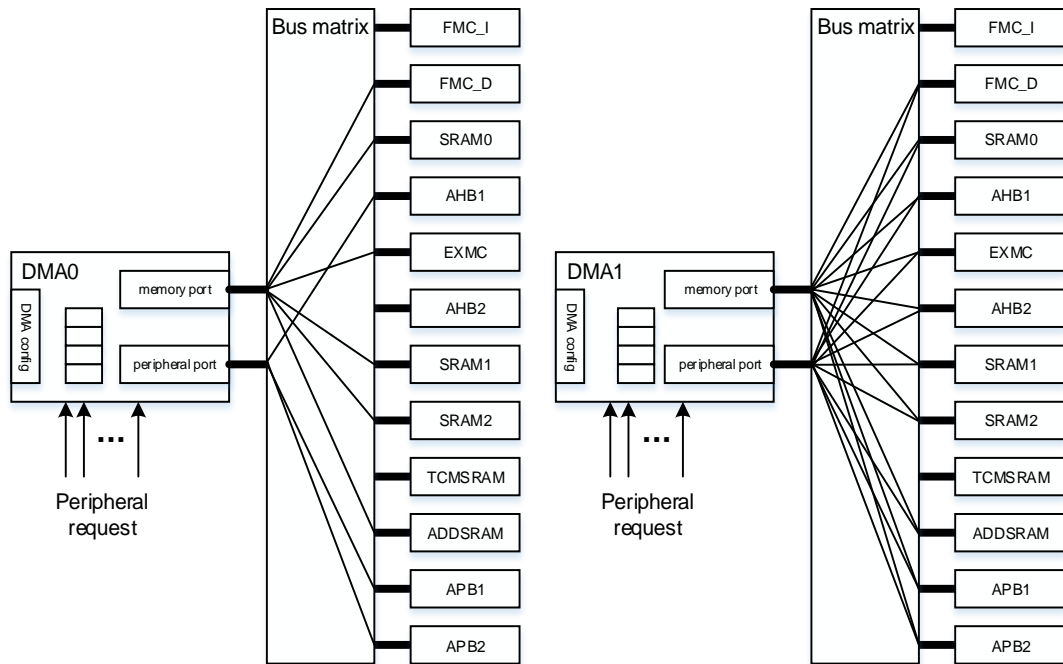 Bus matrix
FMC_I
FMC_D
SRAM0
AHB1
EXMC
AHB2
SRAM1
SRAM2
TCMSRAM
ADDSRAM
APB1
APB2
DMA0
memory port
DMA config
peripheral port
...
Peripheral
request
Bus matrix
FMC_I
FMC_D
SRAM0
AHB1
EXMC
AHB2
SRAM1
SRAM2
TCMSRAM
ADDSRAM
APB1
APB2
DMA1
memory port
DMA config
peripheral port
...
Peripheral
request